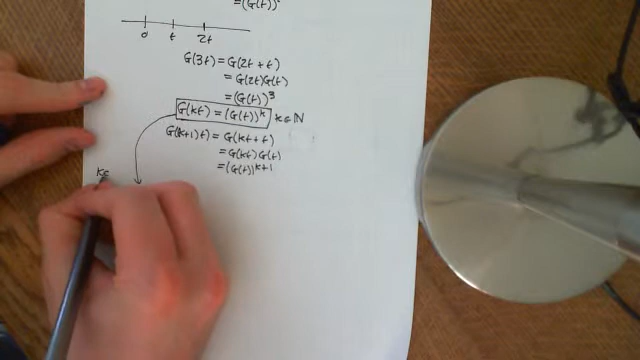 =(G(t))²
0 t 2t
G(3t) = G(2t + t)
= G(2t)G(t)
= (G(t))³
G(kt) = (G(t))^k k∈ℕ
G((k+1)t) = G(kt+t)
= G(kt) G(t)
= (G(t))^k+1